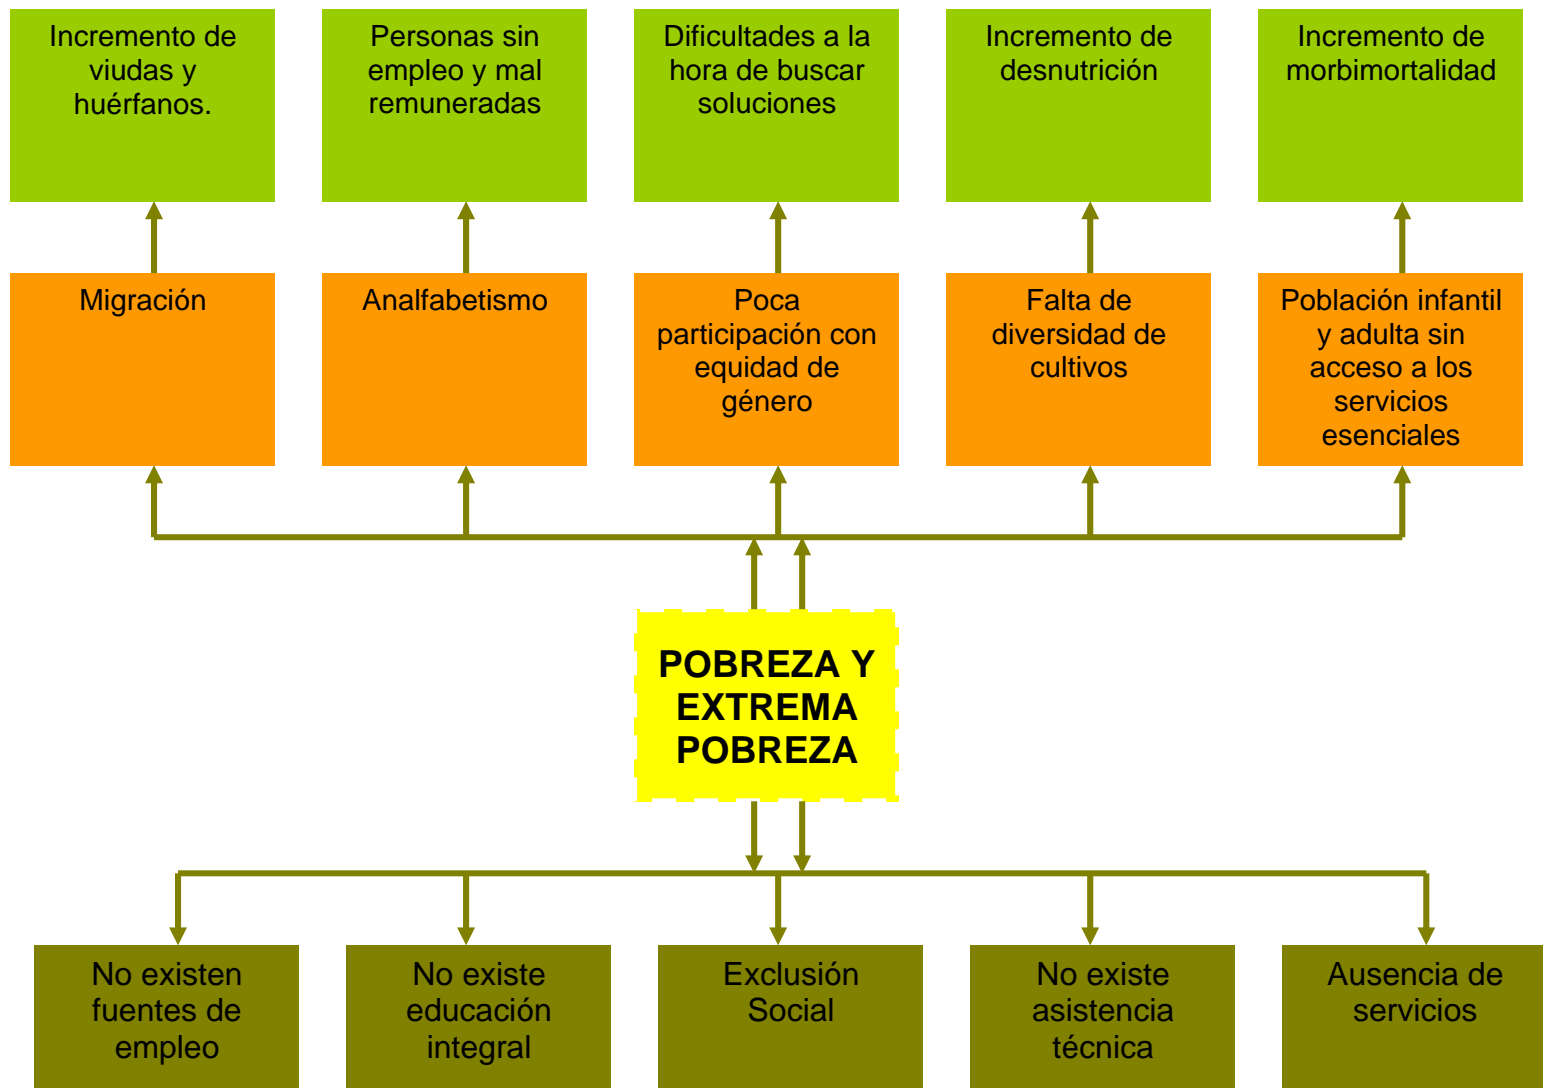 Incremento de
viudas y
huérfanos.
Personas sin
empleo y mal
remuneradas
Dificultades a la
hora de buscar
soluciones
Incremento de
desnutrición
Incremento de
morbimortalidad
Migración
Analfabetismo
Poca
participación con
equidad de
género
Falta de
diversidad de
cultivos
Población infantil
y adulta sin
acceso a los
servicios
esenciales
POBREZA Y
EXTREMA
POBREZA
No existen
fuentes de
empleo
No existe
educación
integral
Exclusión
Social
No existe
asistencia
técnica
Ausencia de
servicios